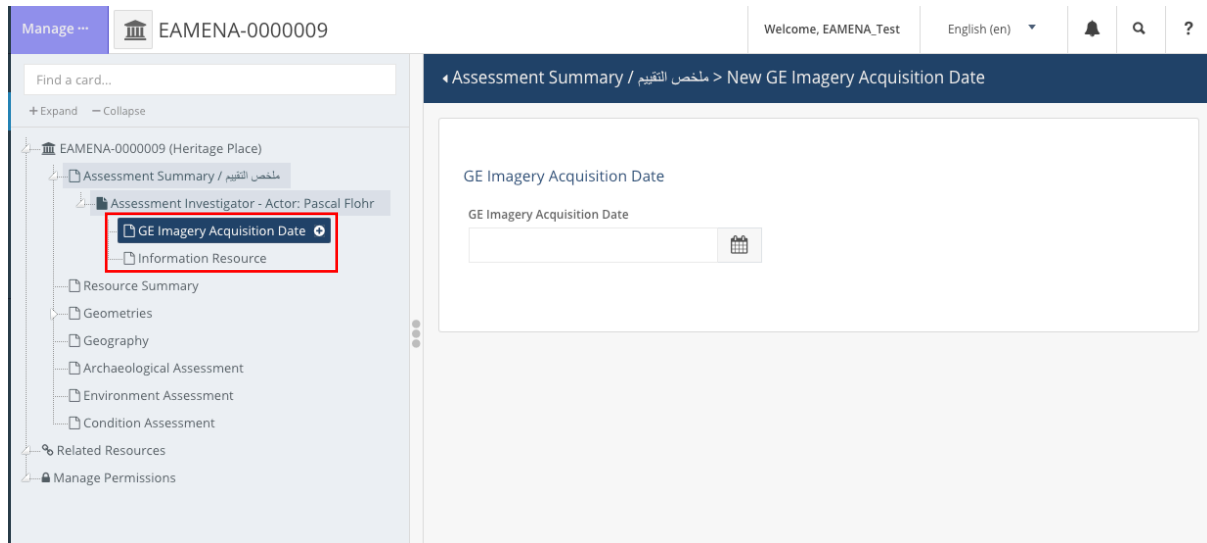 Manage ...
EAMENA-0000009
Welcome, EAMENA_Test
English (en)
?
Find a card...
+ Expand − Collapse
Assessment Summary / ملخص التقييم > New GE Imagery Acquisition Date
EAMENA-0000009 (Heritage Place)
Assessment Summary / ملخص التقييم
Assessment Investigator - Actor: Pascal Flohr
GE Imagery Acquisition Date
Information Resource
Resource Summary
Geometries
Geography
Archaeological Assessment
Environment Assessment
Condition Assessment
Related Resources
Manage Permissions
GE Imagery Acquisition Date
GE Imagery Acquisition Date